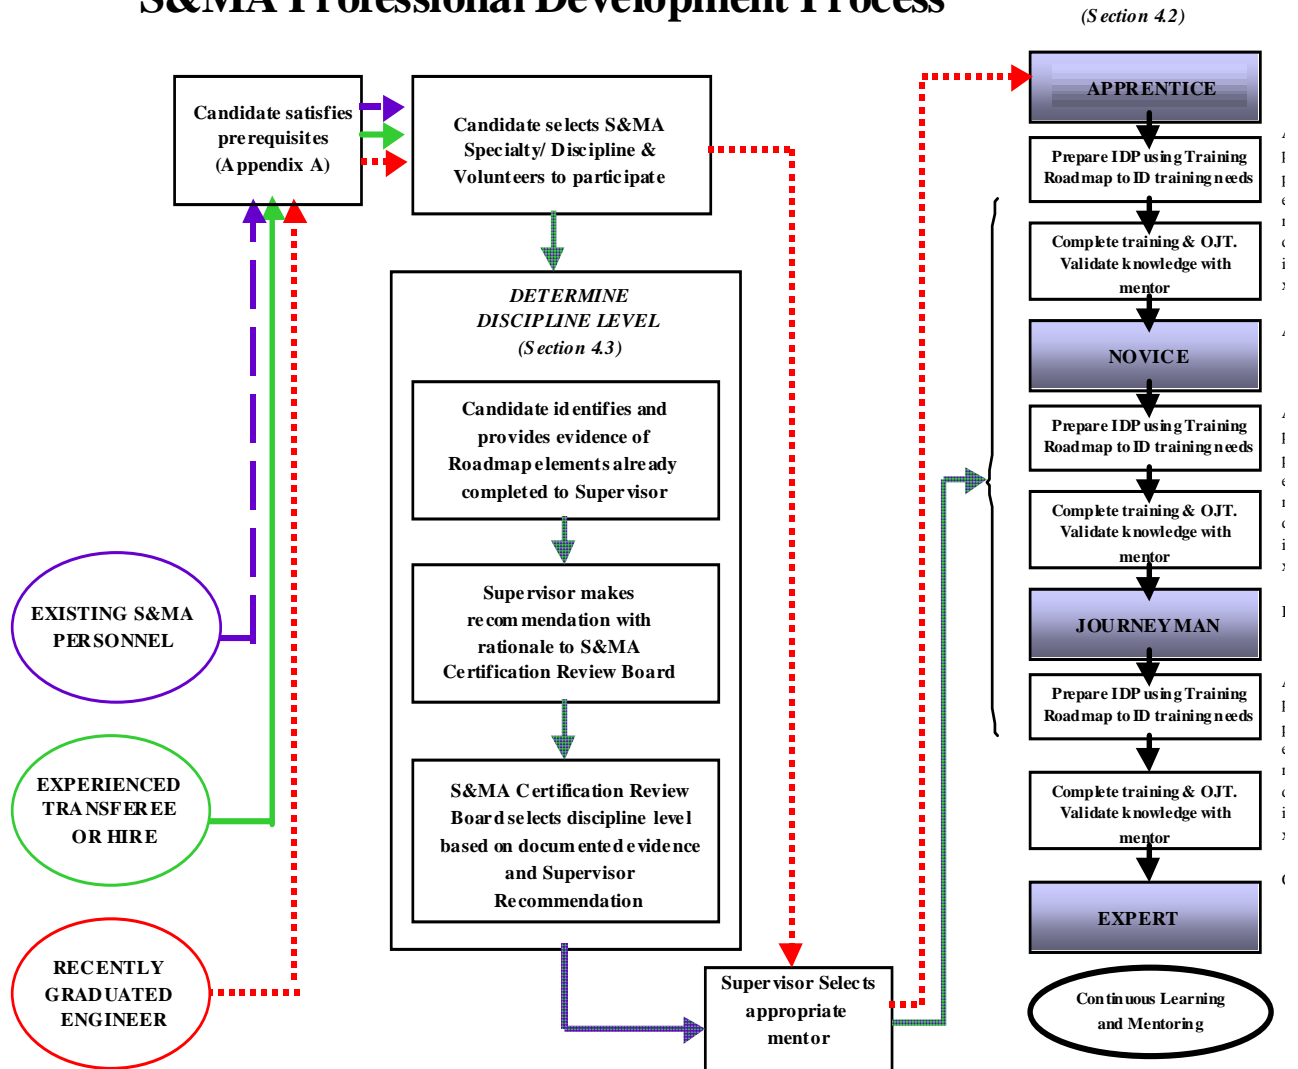 S&MA Professional Development Process
(Section 4.2)
Candidate satisfies
prerequisites
(Appendix A)
Candidate selects S&MA
Specialty/ Discipline &
Volunteers to participate
DETERMINE
DISCIPLINE LEVEL
(Section 4.3)
Candidate identifies and
provides evidence of
Roadmap elements already
completed to Supervisor
Supervisor makes
recommendation with
rationale to S&MA
Certification Review Board
S&MA Certification Review
Board selects discipline level
based on documented evidence
and Supervisor
Recommendation
EXISTING S&MA
PERSONNEL
EXPERIENCED
TRANSFEREE
OR HIRE
RECENTLY
GRADUATED
ENGINEER
Supervisor Selects
appropriate
mentor
APPRENTICE
Prepare IDP using Training
Roadmap to ID training needs
Complete training & OJT.
Validate knowledge with
mentor
NOVICE
Prepare IDP using Training
Roadmap to ID training needs
Complete training & OJT.
Validate knowledge with
mentor
JOURNEYMAN
Prepare IDP using Training
Roadmap to ID training needs
Complete training & OJT.
Validate knowledge with
mentor
EXPERT
Continuous Learning
and Mentoring